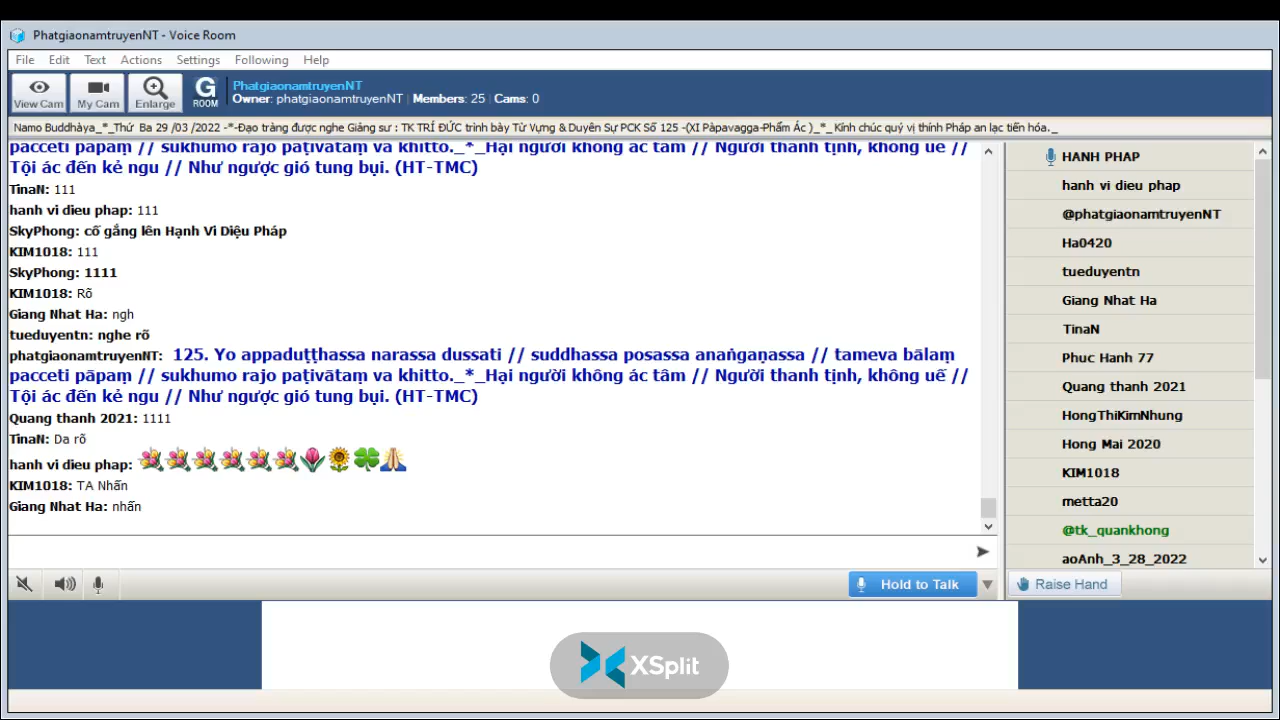 PhatgiaonamtruyenNT - Voice Room
File Edit Text Actions Settings Following Help
View Cam My Cam Enlarge G ROOM
PhatgiaonamtruyenNT
Owner: phatgiaonamtruyenNT | Members: 25 | Cams: 0
Namo Buddhàya_*_Thứ Ba 29 /03 /2022 -*-Đạo tràng được nghe Giảng sư : TK TRÍ ĐỨC trình bày Từ Vựng & Duyên Sự PCK Số 125 -(XI Pàpavagga-Phẩm Ác )_*_ Kính chúc quý vị thính Pháp an lạc tiến hóa._
pacceti pāpaṃ // sukhumo rajo paṭivātaṃ va khitto._*_Hại người không ác tâm // Người thanh tịnh, không uế //
Tội ác đến kẻ ngu // Như ngược gió tung bụi. (HT-TMC)
TinaN: 111
hanh vi dieu phap: 111
SkyPhong: cố gắng lên Hạnh Vi Diệu Pháp
KIM1018: 111
SkyPhong: 1111
KIM1018: Rõ
Giang Nhat Ha: ngh
tueduyentn: nghe rõ
phatgiaonamtruyenNT: 125. Yo appaduṭṭhassa narassa dussati // suddhassa posassa anaṅgaṇassa // tameva bālaṃ
pacceti pāpaṃ // sukhumo rajo paṭivātaṃ va khitto._*_Hại người không ác tâm // Người thanh tịnh, không uế //
Tội ác đến kẻ ngu // Như ngược gió tung bụi. (HT-TMC)
Quang thanh 2021: 1111
TinaN: Da rõ
hanh vi dieu phap:
KIM1018: TA Nhấn
Giang Nhat Ha: nhấn
HANH PHAP
hanh vi dieu phap
@phatgiaonamtruyenNT
Ha0420
tueduyentn
Giang Nhat Ha
TinaN
Phuc Hanh 77
Quang thanh 2021
HongThiKimNhung
Hong Mai 2020
KIM1018
metta20
@tk_quankhong
aoAnh_3_28_2022
Hold to Talk
Raise Hand
XSplit